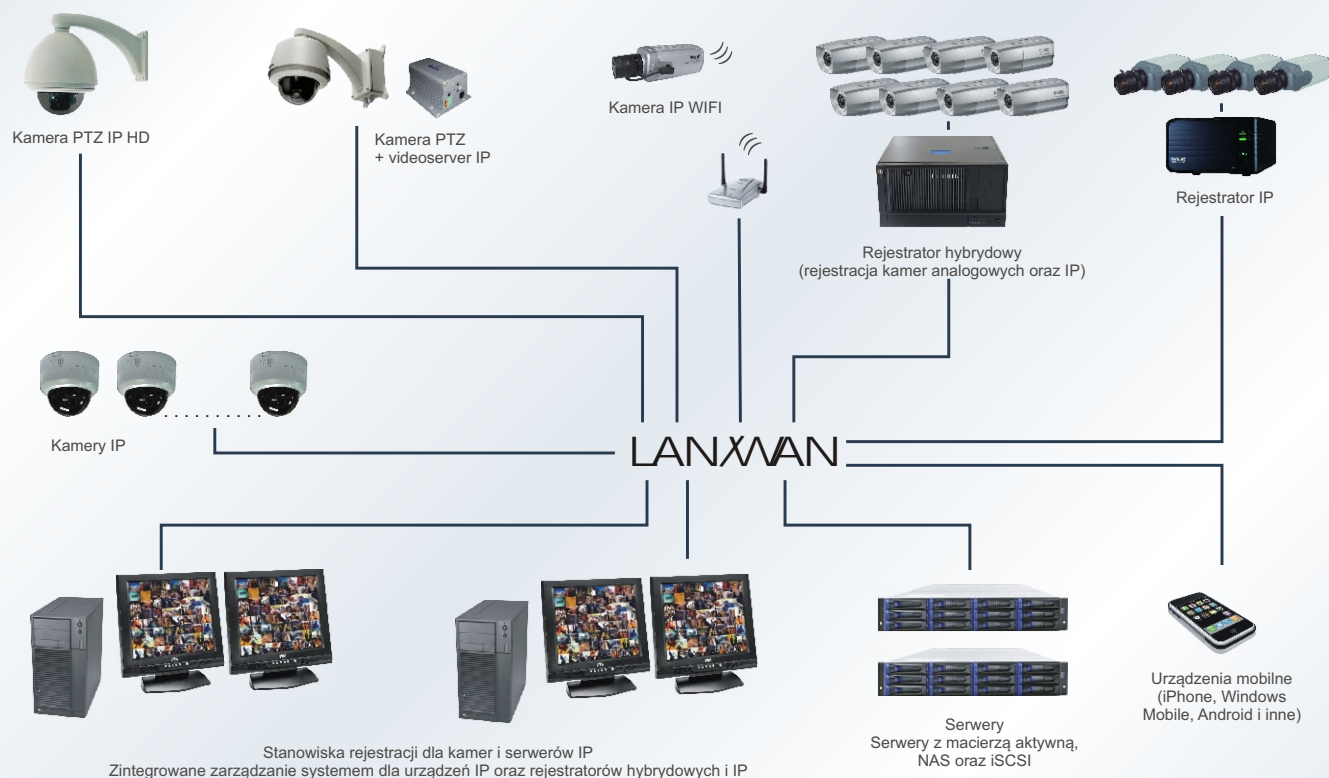 Kamera PTZ IP HD
Kamera PTZ
+ videoserver IP
Kamera IP WIFI
Rejestrator hybrydowy
(rejestracja kamer analogowych oraz IP)
Rejestrator IP
Kamery IP
LAN/WAN
Stanowiska rejestracji dla kamer i serwerów IP
Zintegrowane zarządzanie systemem dla urządzeń IP oraz rejestratorów hybrydowych i IP
Serwery
Serwery z macierzą aktywną,
NAS oraz iSCSI
Urządzenia mobilne
(iPhone, Windows
Mobile, Android i inne)